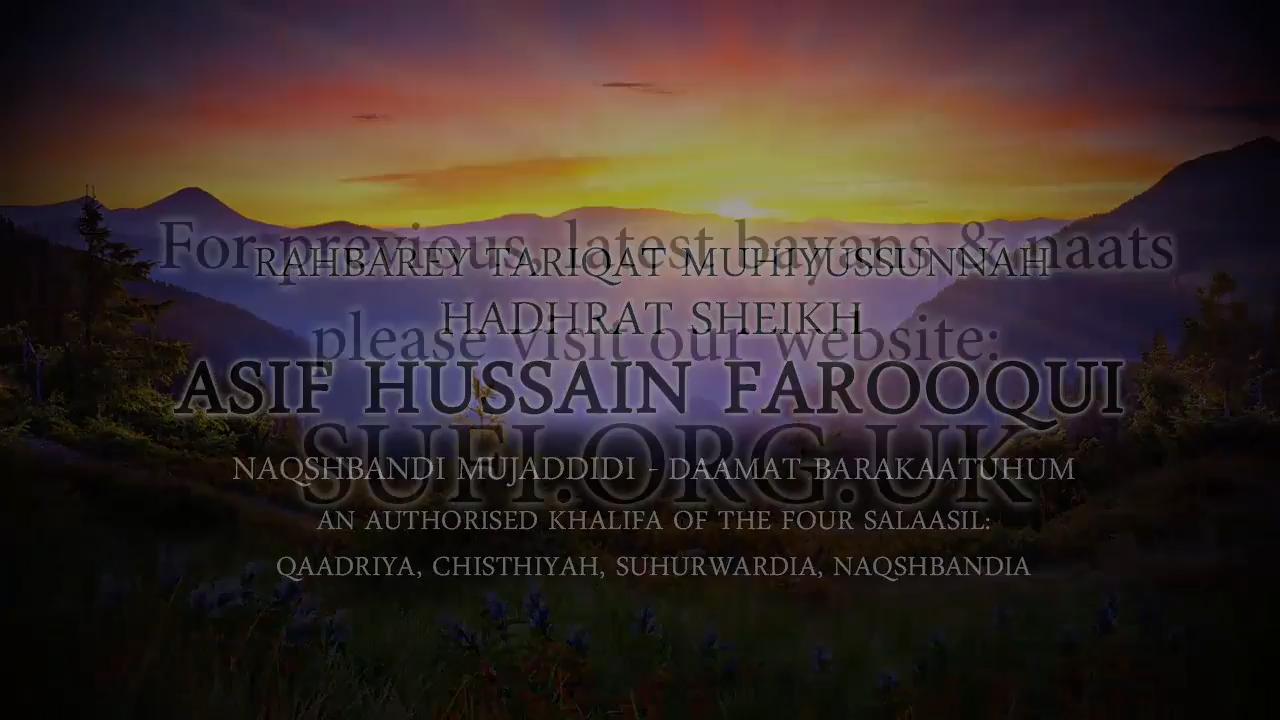 For previous, latest bayans & naats
RAHBAREY TARIQAT MUHIYUSSUNNAH
HADHRAT SHEIKH
please visit our website:
ASIF HUSSAIN FAROOQUI
SUFI.ORG.UK
NAQSHBANDI MUJADDIDI - DAAMAT BARAKAATUHUM
AN AUTHORISED KHALIFA OF THE FOUR SALAASIL:
QAADRIYA, CHISTHIYAH, SUHURWARDIA, NAQSHBANDIA